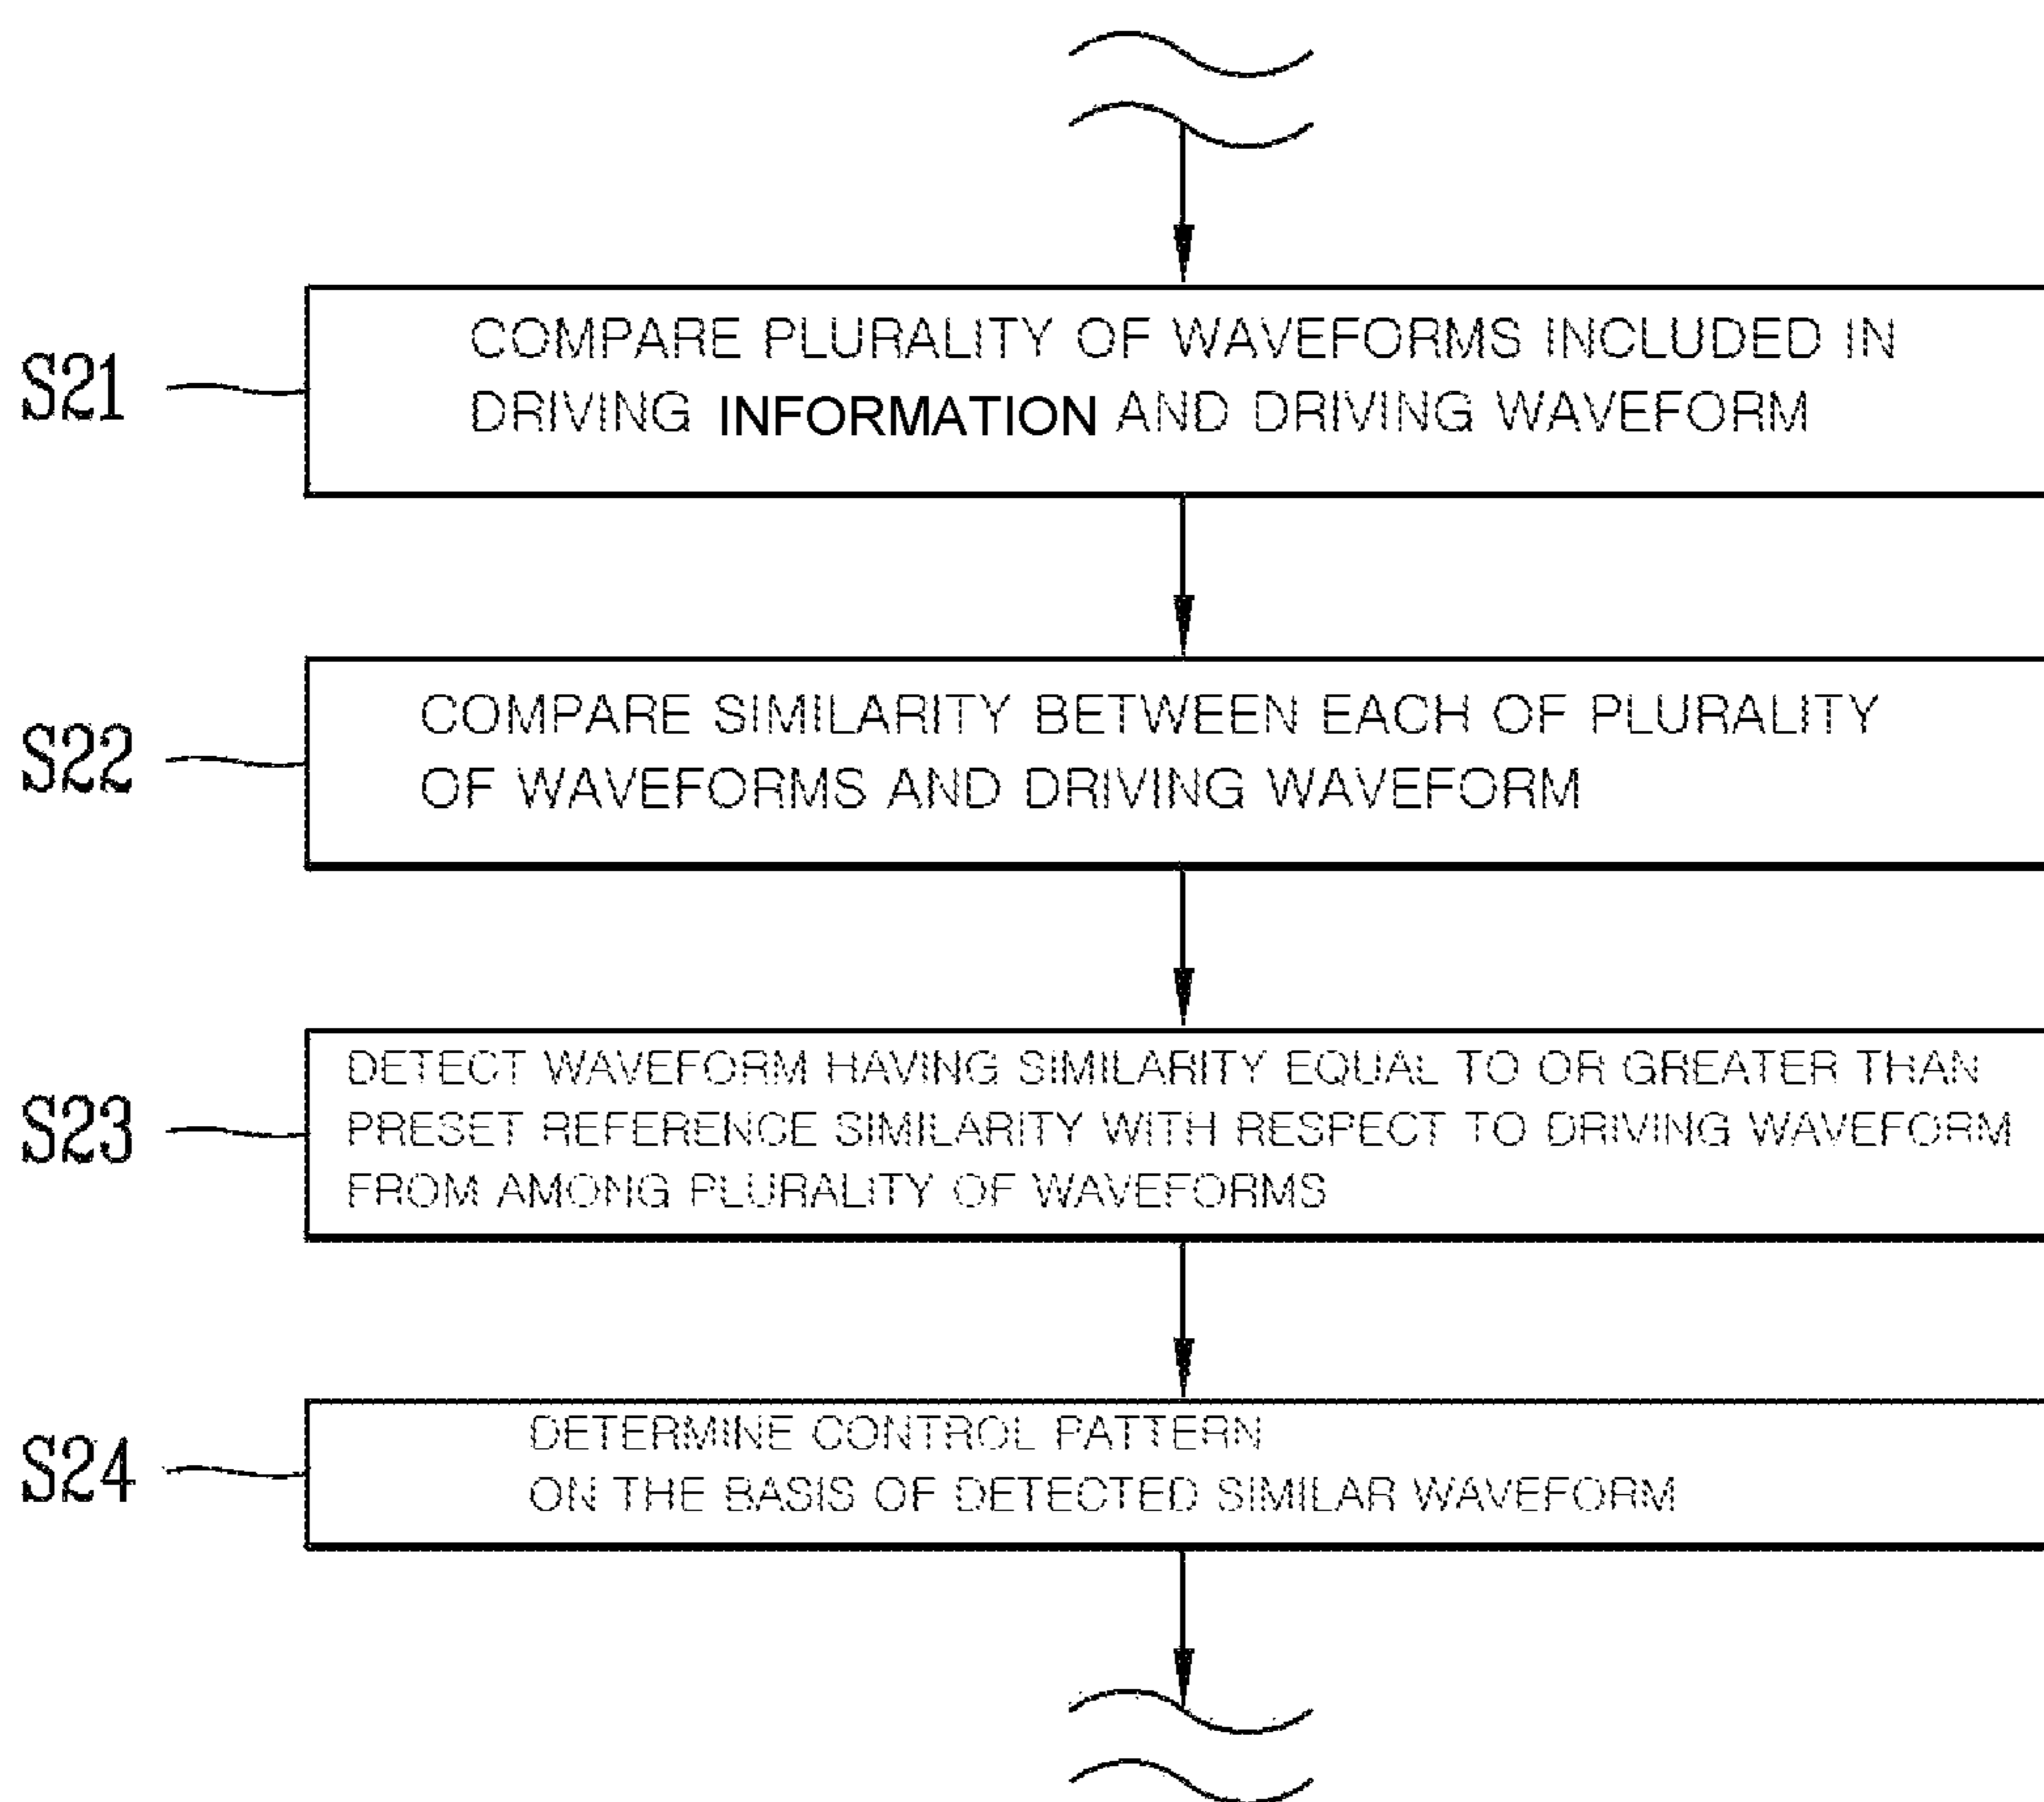 S21
COMPARE PLURALITY OF WAVEFORMS INCLUDED IN
DRIVING INFORMATION AND DRIVING WAVEFORM
S22
COMPARE SIMILARITY BETWEEN EACH OF PLURALITY
OF WAVEFORMS AND DRIVING WAVEFORM
S23
DETECT WAVEFORM HAVING SIMILARITY EQUAL TO OR GREATER THAN
PRESET REFERENCE SIMILARITY WITH RESPECT TO DRIVING WAVEFORM
FROM AMONG PLURALITY OF WAVEFORMS
S24
DETERMINE CONTROL PATTERN
ON THE BASIS OF DETECTED SIMILAR WAVEFORM